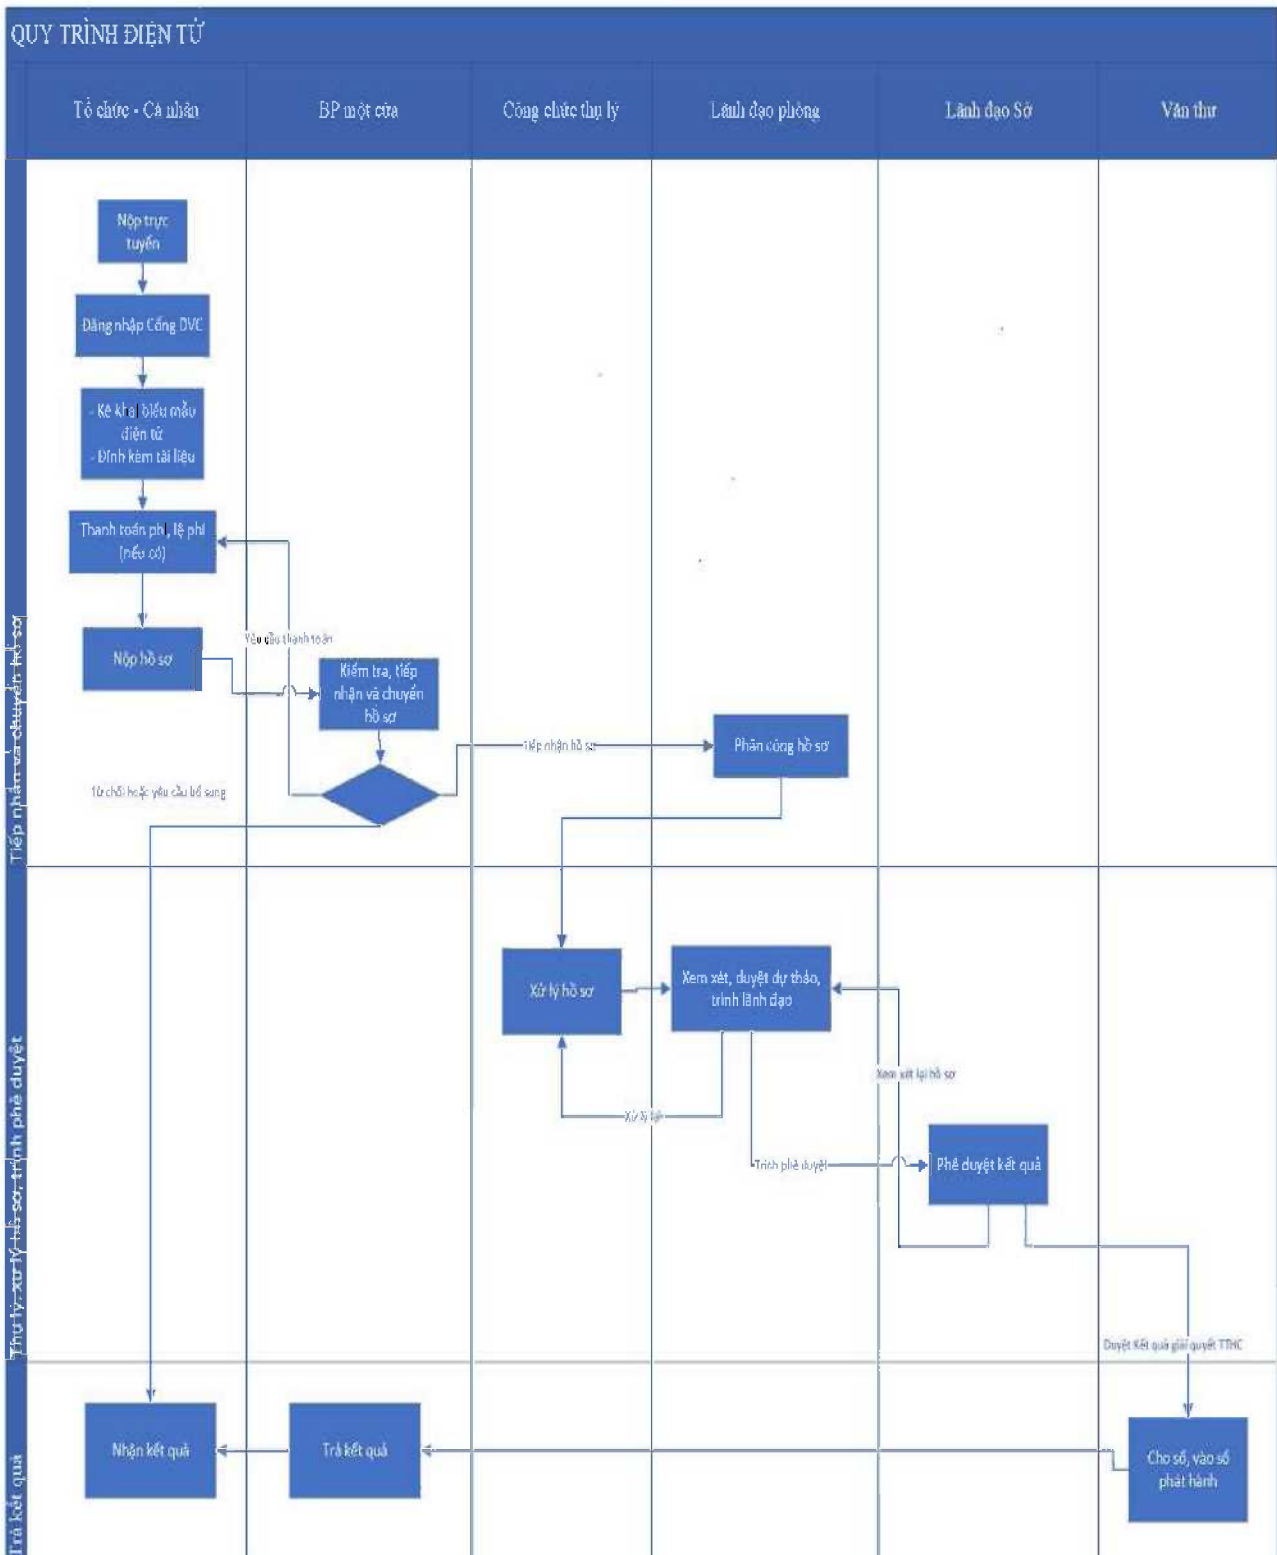 QUY TRÌNH ĐIỆN TỬ
Tổ chức - Cá nhân
BP một cửa
Công chức thụ lý
Lãnh đạo phòng
Lãnh đạo Sở
Văn thư
Tiếp nhận và chuyển hồ sơ
Nộp trực
tuyến
Đăng nhập Cổng DVC
- Kê khai biểu mẫu
điện tử
- Đính kèm tài liệu
Thanh toán phí, lệ phí
(nếu có)
Nộp hồ sơ
Yêu cầu thanh toán
Kiểm tra, tiếp
nhận và chuyển
hồ sơ
Tiếp nhận hồ sơ
Phân công hồ sơ
Từ chối hoặc yêu cầu bổ sung
Thụ lý, xử lý hồ sơ, trình phê duyệt
Xử lý hồ sơ
Xem xét, duyệt dự thảo,
trình lãnh đạo
Xem xét lại hồ sơ
Xử lý lại
Trình phê duyệt
Phê duyệt kết quả
Duyệt Kết quả giải quyết TTHC
Trả kết quả
Nhận kết quả
Trả kết quả
Cho số, vào sổ
phát hành